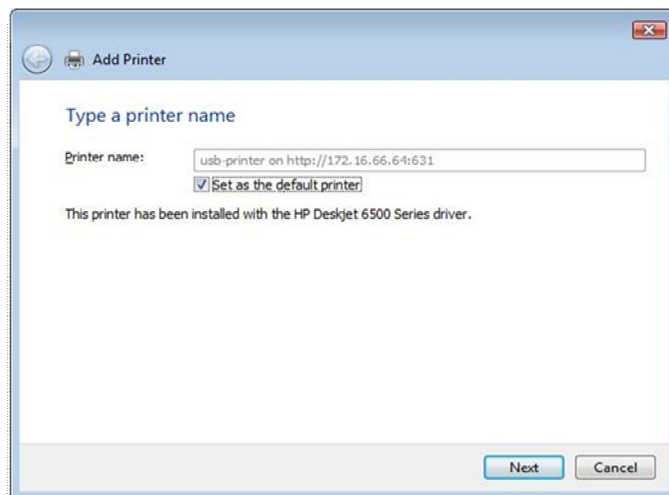 Add Printer
Type a printer name
Printer name: usb-printer on http://172.16.66.64:631
Set as the default printer
This printer has been installed with the HP Deskjet 6500 Series driver.
Next Cancel